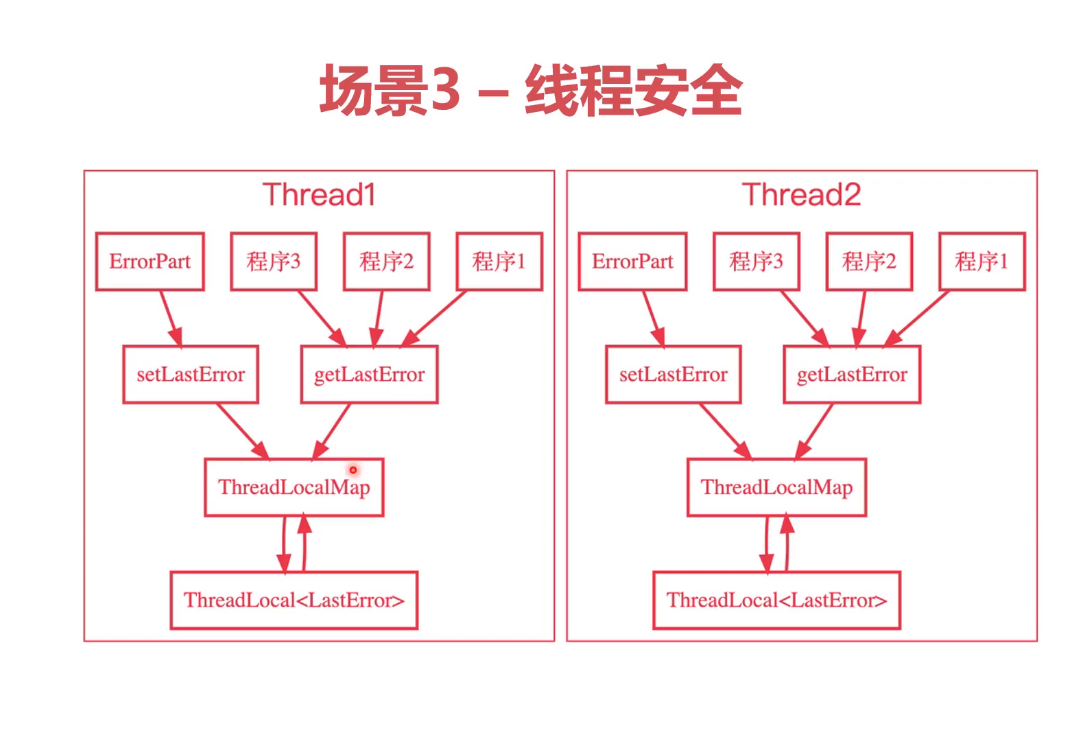 场景3 – 线程安全
Thread1
ErrorPart
程序3
程序2
程序1
setLastError
getLastError
ThreadLocalMap
ThreadLocal<LastError>
Thread2
ErrorPart
程序3
程序2
程序1
setLastError
getLastError
ThreadLocalMap
ThreadLocal<LastError>